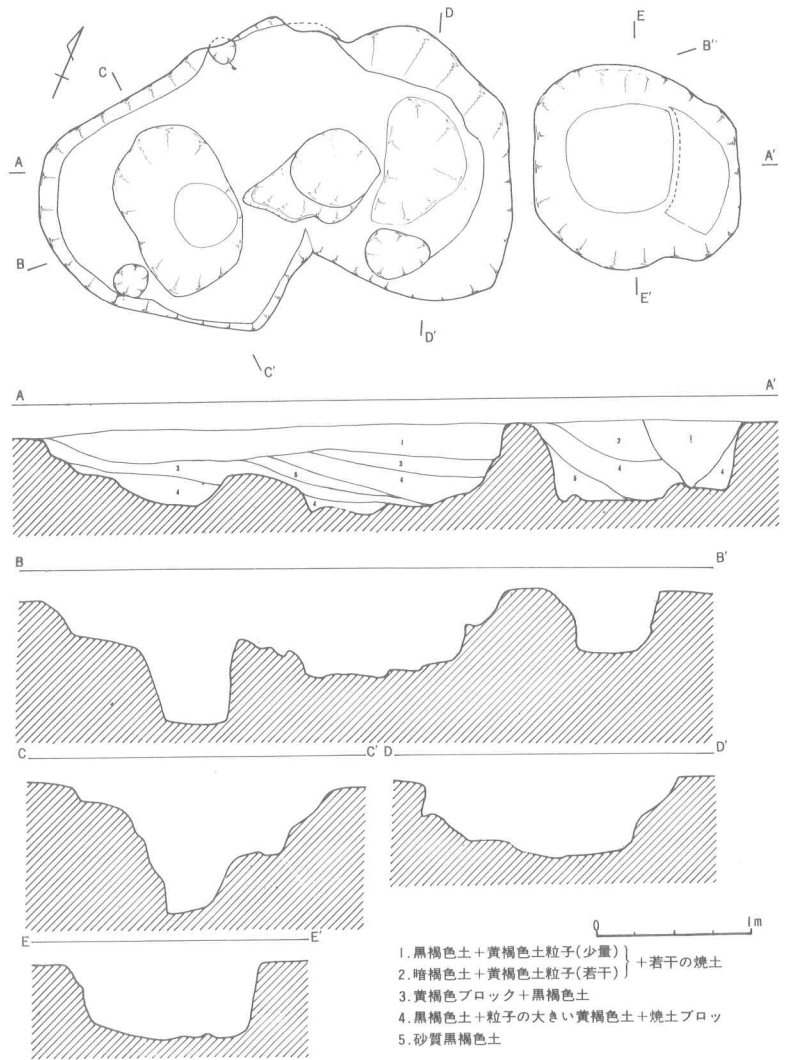 D
E
B''
C
A
A'
B
E'
D'
C'
A A'
1
2
1
3
3
4
5
4
4
4
5
4
B B'
C C' D D'
E E'
0 1m
1.黒褐色土+黄褐色土粒子(少量)
2.暗褐色土+黄褐色土粒子(若干)
+若干の焼土
3.黄褐色ブロック+黒褐色土
4.黒褐色土+粒子の大きい黄褐色土+焼土ブロッ
5.砂質黒褐色土